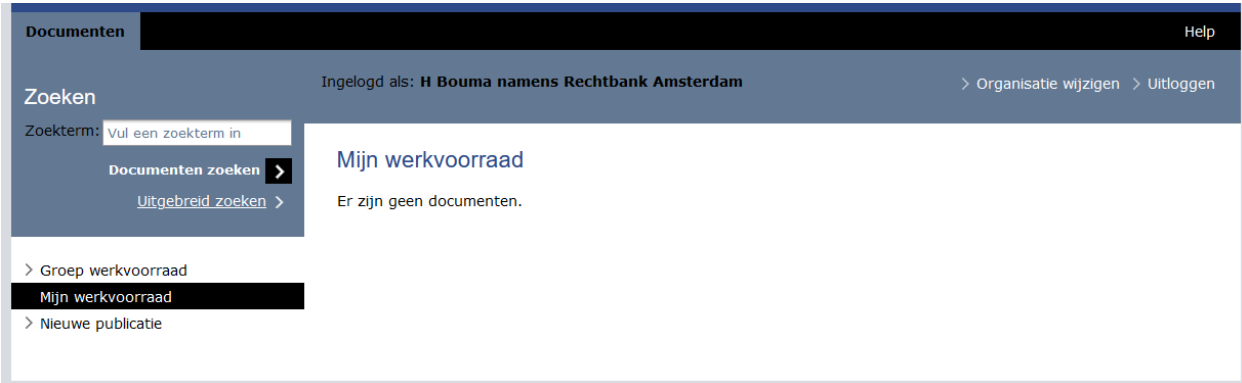 Documenten
Help
Ingelogd als: H Bouma namens Rechtbank Amsterdam
> Organisatie wijzigen > Uitloggen
Zoeken
Zoekterm: Vul een zoekterm in
Documenten zoeken >
Uitgebreid zoeken >
> Groep werkvoorraad
Mijn werkvoorraad
> Nieuwe publicatie
Mijn werkvoorraad
Er zijn geen documenten.